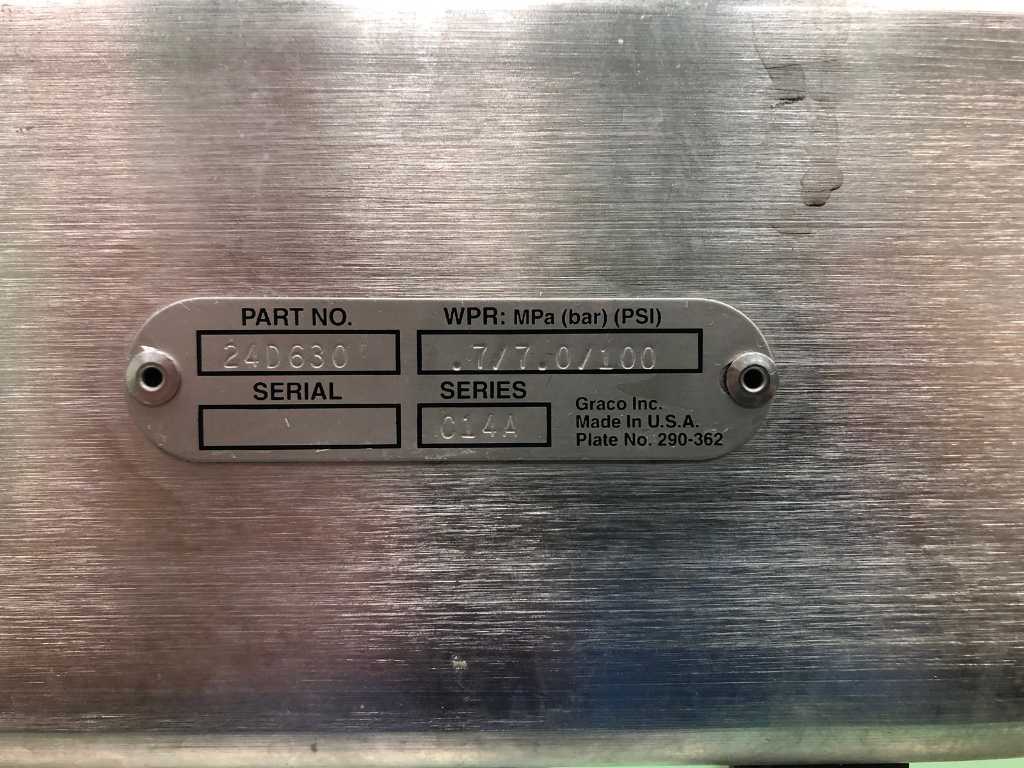 PART NO.
WPR: MPa (bar) (PSI)
24D630
.7/7.0/100
SERIAL
SERIES
C14A
Graco Inc.
Made In U.S.A.
Plate No. 290-362